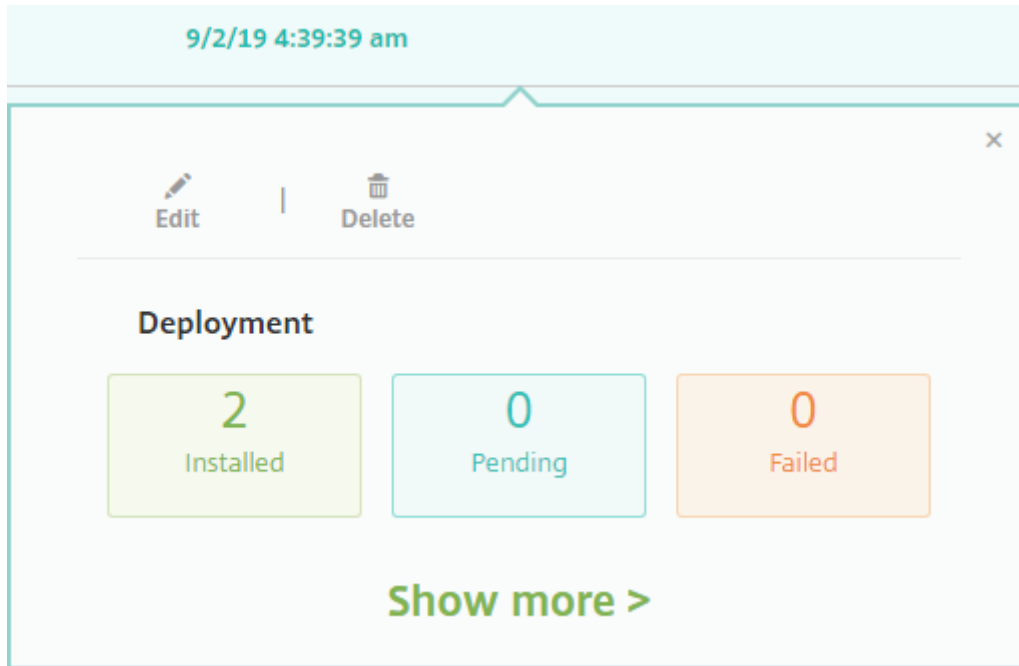 9/2/19 4:39:39 am
×
Edit | Delete
Deployment
2 0 0
Installed Pending Failed
Show more >